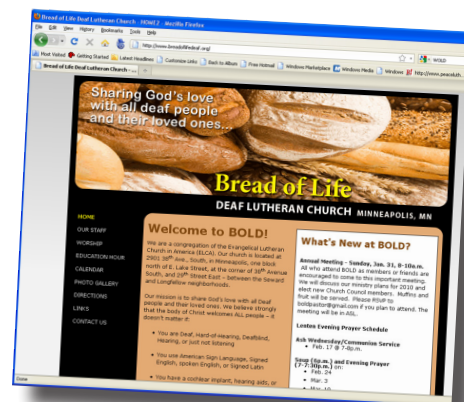 Bread of Life Deaf Lutheran Church - HOME2 - Mozilla Firefox
File Edit View History Bookmarks Tools Help
http://www.breadoflifedeaf.org/
BOLD
Most Visited Getting Started Latest Headlines Customize Links Back to Album Free Hotmail Windows Marketplace Windows Media Windows
Bread of Life Deaf Lutheran Church - ...
Sharing God's love
with all deaf people
and their loved ones...
Bread of Life
DEAF LUTHERAN CHURCH MINNEAPOLIS, MN
HOME
OUR STAFF
WORSHIP
EDUCATION HOUR
CALENDAR
PHOTO GALLERY
DIRECTIONS
LINKS
CONTACT US
Welcome to BOLD!
We are a congregation of the Evangelical Lutheran
Church in America (ELCA). Our church is located at
2901 38th Ave., South, in Minneapolis, one block
north of E. Lake Street, at the corner of 38th Avenue
South, and 29th Street East - between the Seward
and Longfellow neighborhoods.
Our mission is to share God's love with all Deaf
people and their loved ones. We believe strongly
that the body of Christ welcomes ALL people - it
doesn't matter if:
• You are Deaf, Hard-of-Hearing, DeafBlind,
Hearing, or just not listening
• You use American Sign Language, Signed
English, spoken English, or Signed Latin
• You have a cochlear implant, hearing aids, or
What's New at BOLD?
Annual Meeting - Sunday, Jan. 31, 8-10a.m.
All who attend BOLD as members or friends are
encouraged to come to this important meeting.
We will discuss our ministry plans for 2010 and
elect new Church Council members. Muffins and
fruit will be served. Please RSVP to
boldpastor@gmail.com if you plan to attend. The
meeting will be in ASL.
Lenten Evening Prayer Schedule
Ash Wednesday/Communion Service
• Feb. 17 @ 7-8p.m.
Soup (6p.m.) and Evening Prayer
(7-7:30p.m.) on:
• Feb. 24
• Mar. 3
• Mar. 10
Done